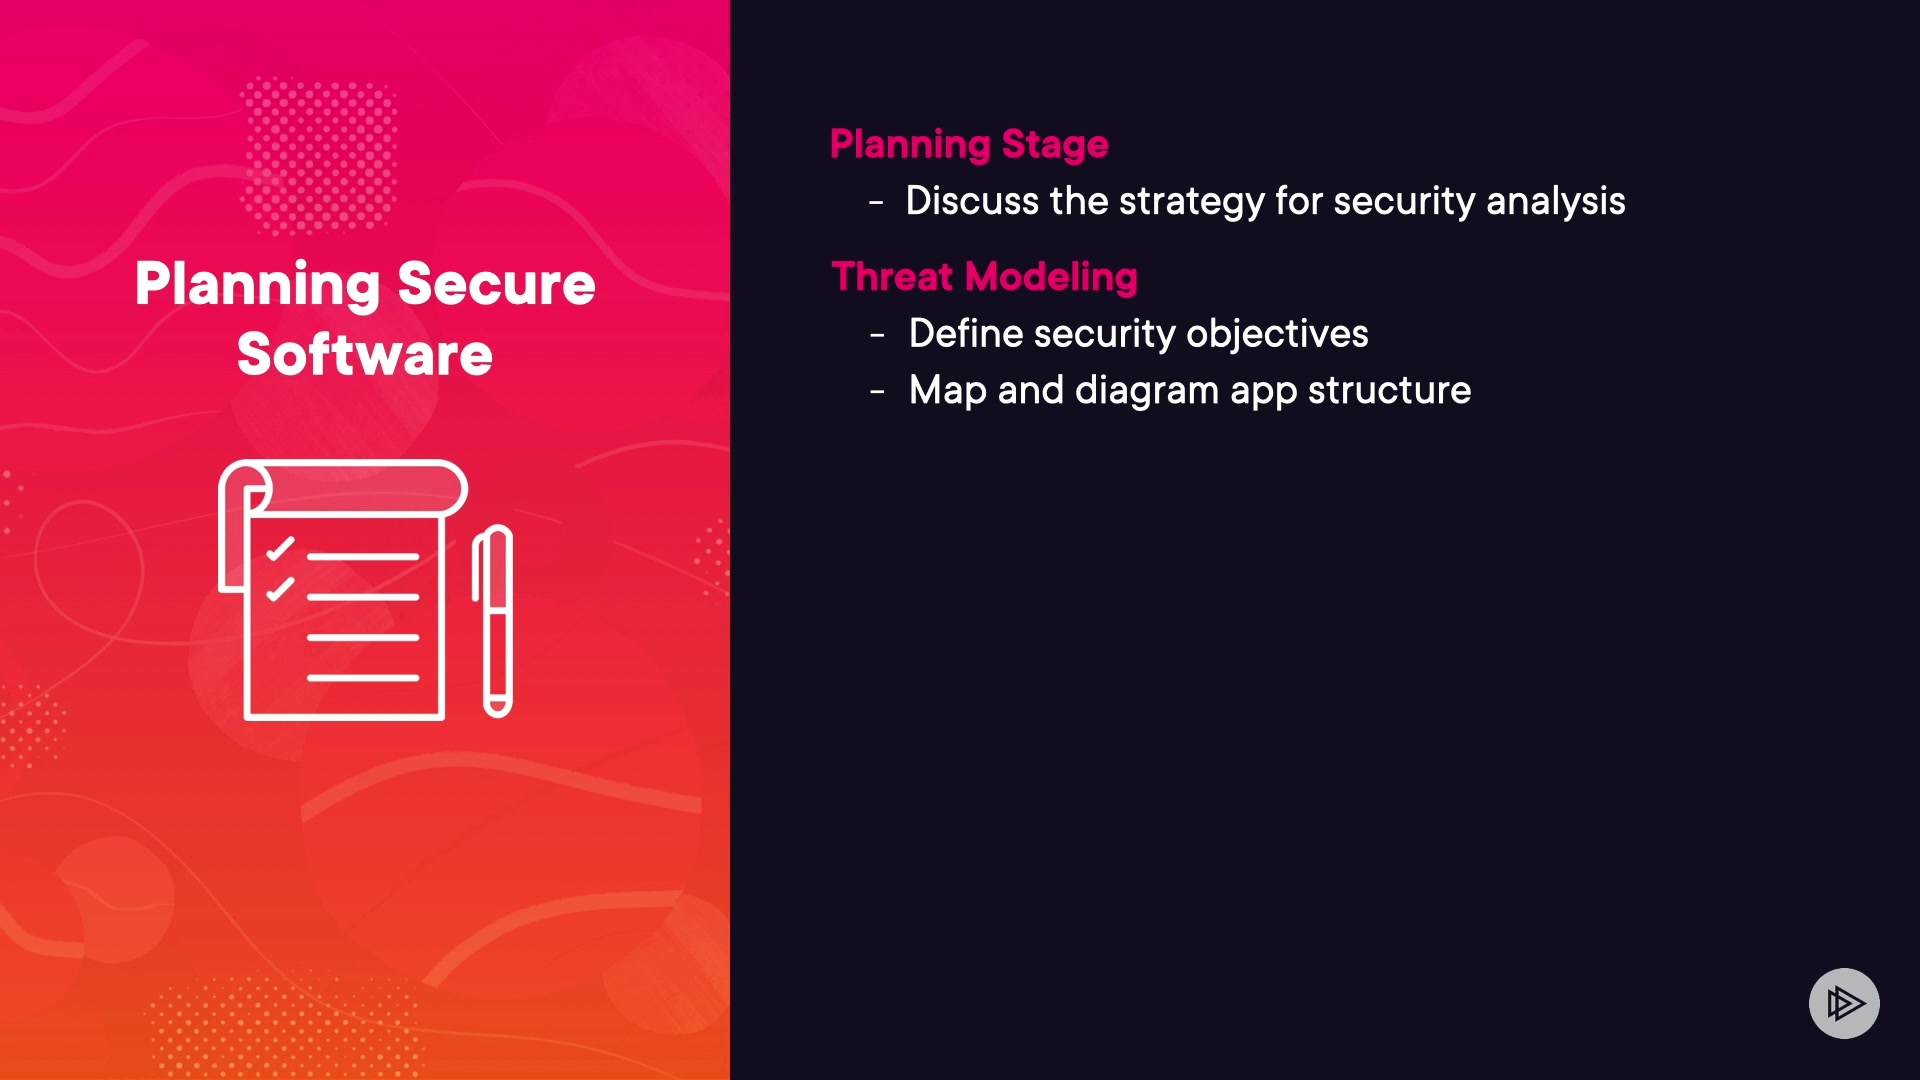 Planning Secure
Software
Planning Stage
- Discuss the strategy for security analysis
Threat Modeling
- Define security objectives
- Map and diagram app structure